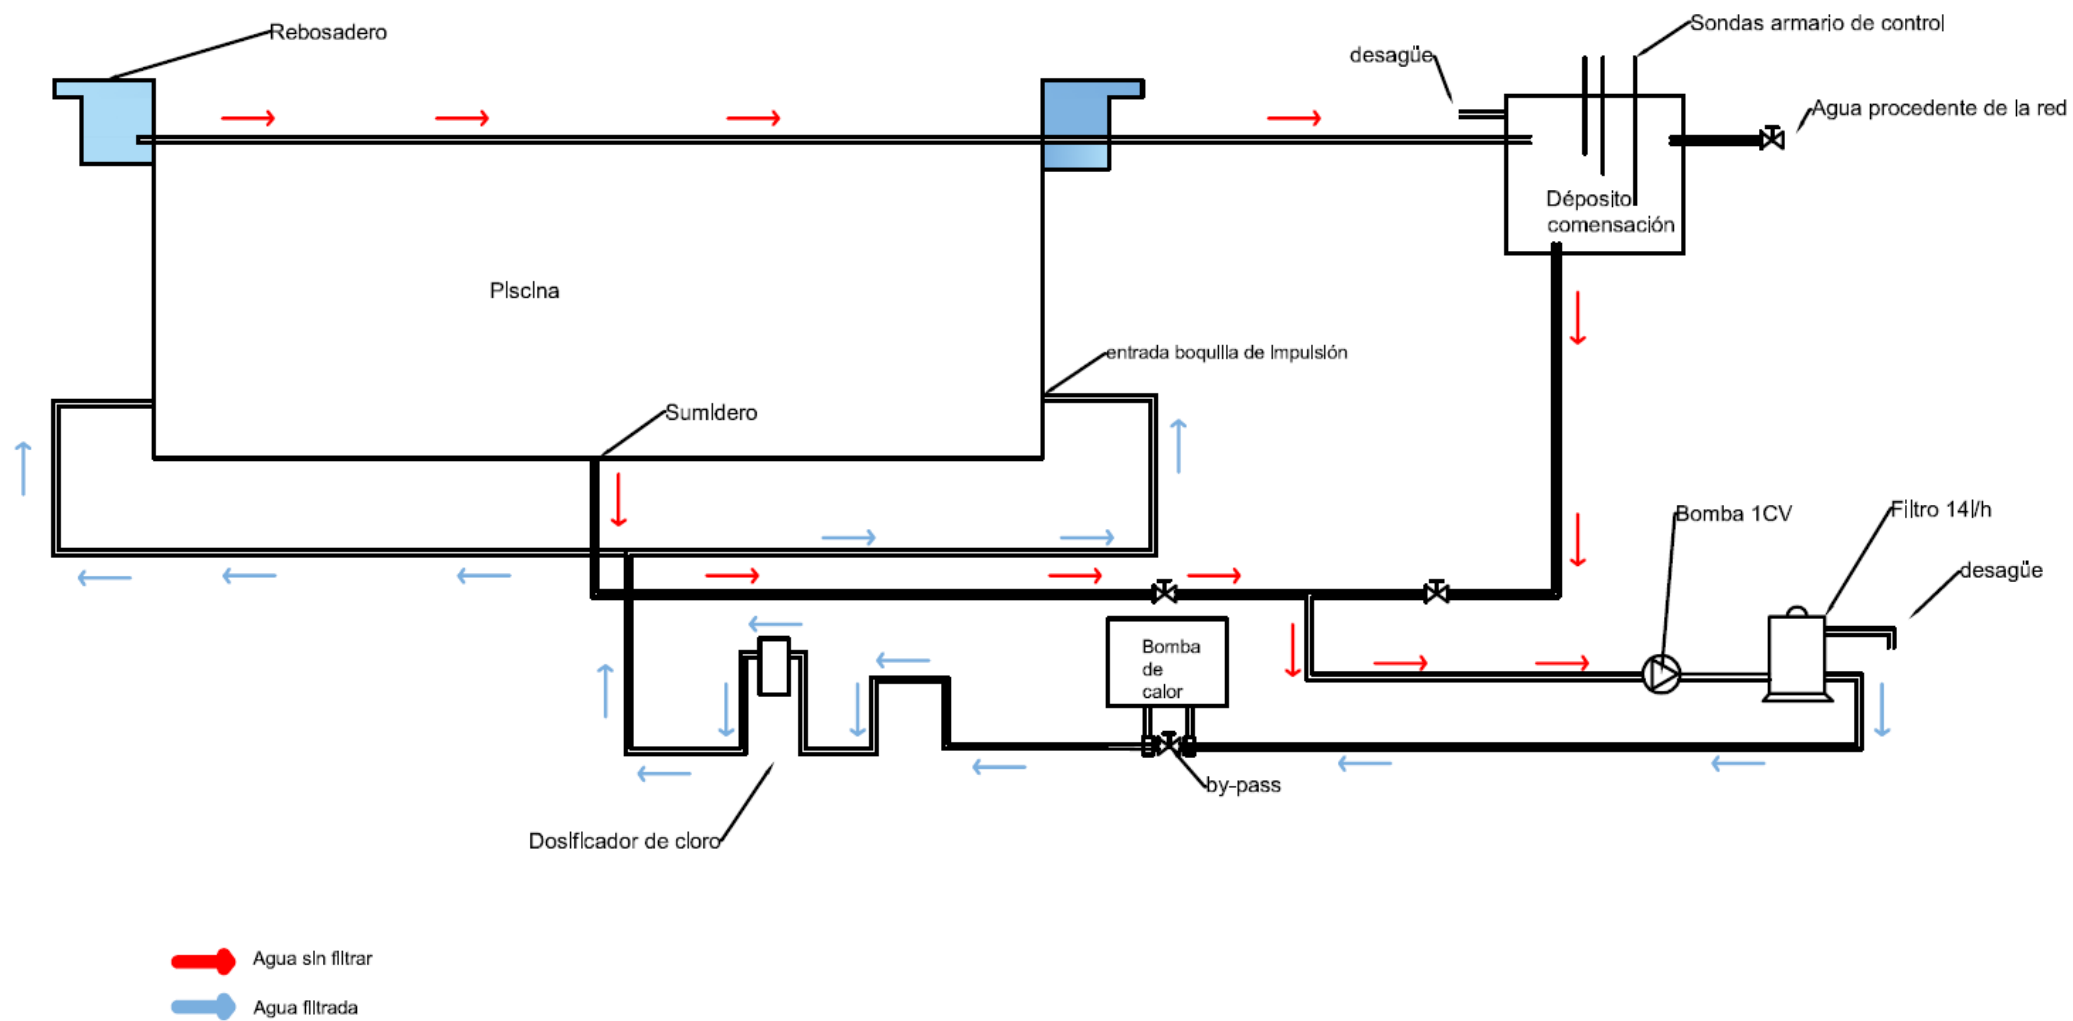 Rebosadero
Sondas armario de control
desagüe
Agua procedente de la red
Déposito
comensación
Piscina
entrada boquilla de impulsión
Sumidero
Bomba 1CV
Filtro 14l/h
desagüe
Bomba
de
calor
by-pass
Dosificador de cloro
Agua sin filtrar
Agua filtrada